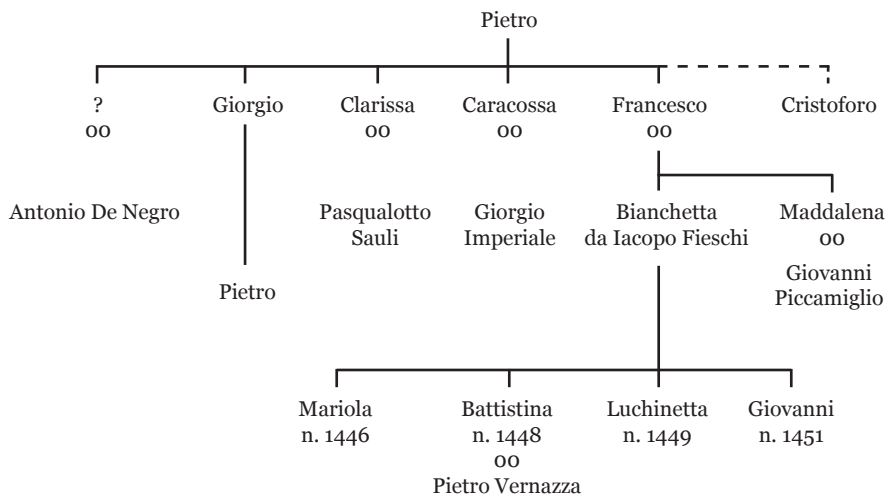 Pietro
? Giorgio Clarissa Caracossa Francesco Cristoforo
oo oo oo oo
Antonio De Negro Pasqualotto Giorgio Bianchetta Maddalena
Sauli Imperiale da Iacopo Fieschi oo
Giovanni
Pietro Piccamiglio
Mariola Battistina Luchinetta Giovanni
n. 1446 n. 1448 n. 1449 n. 1451
oo
Pietro Vernazza